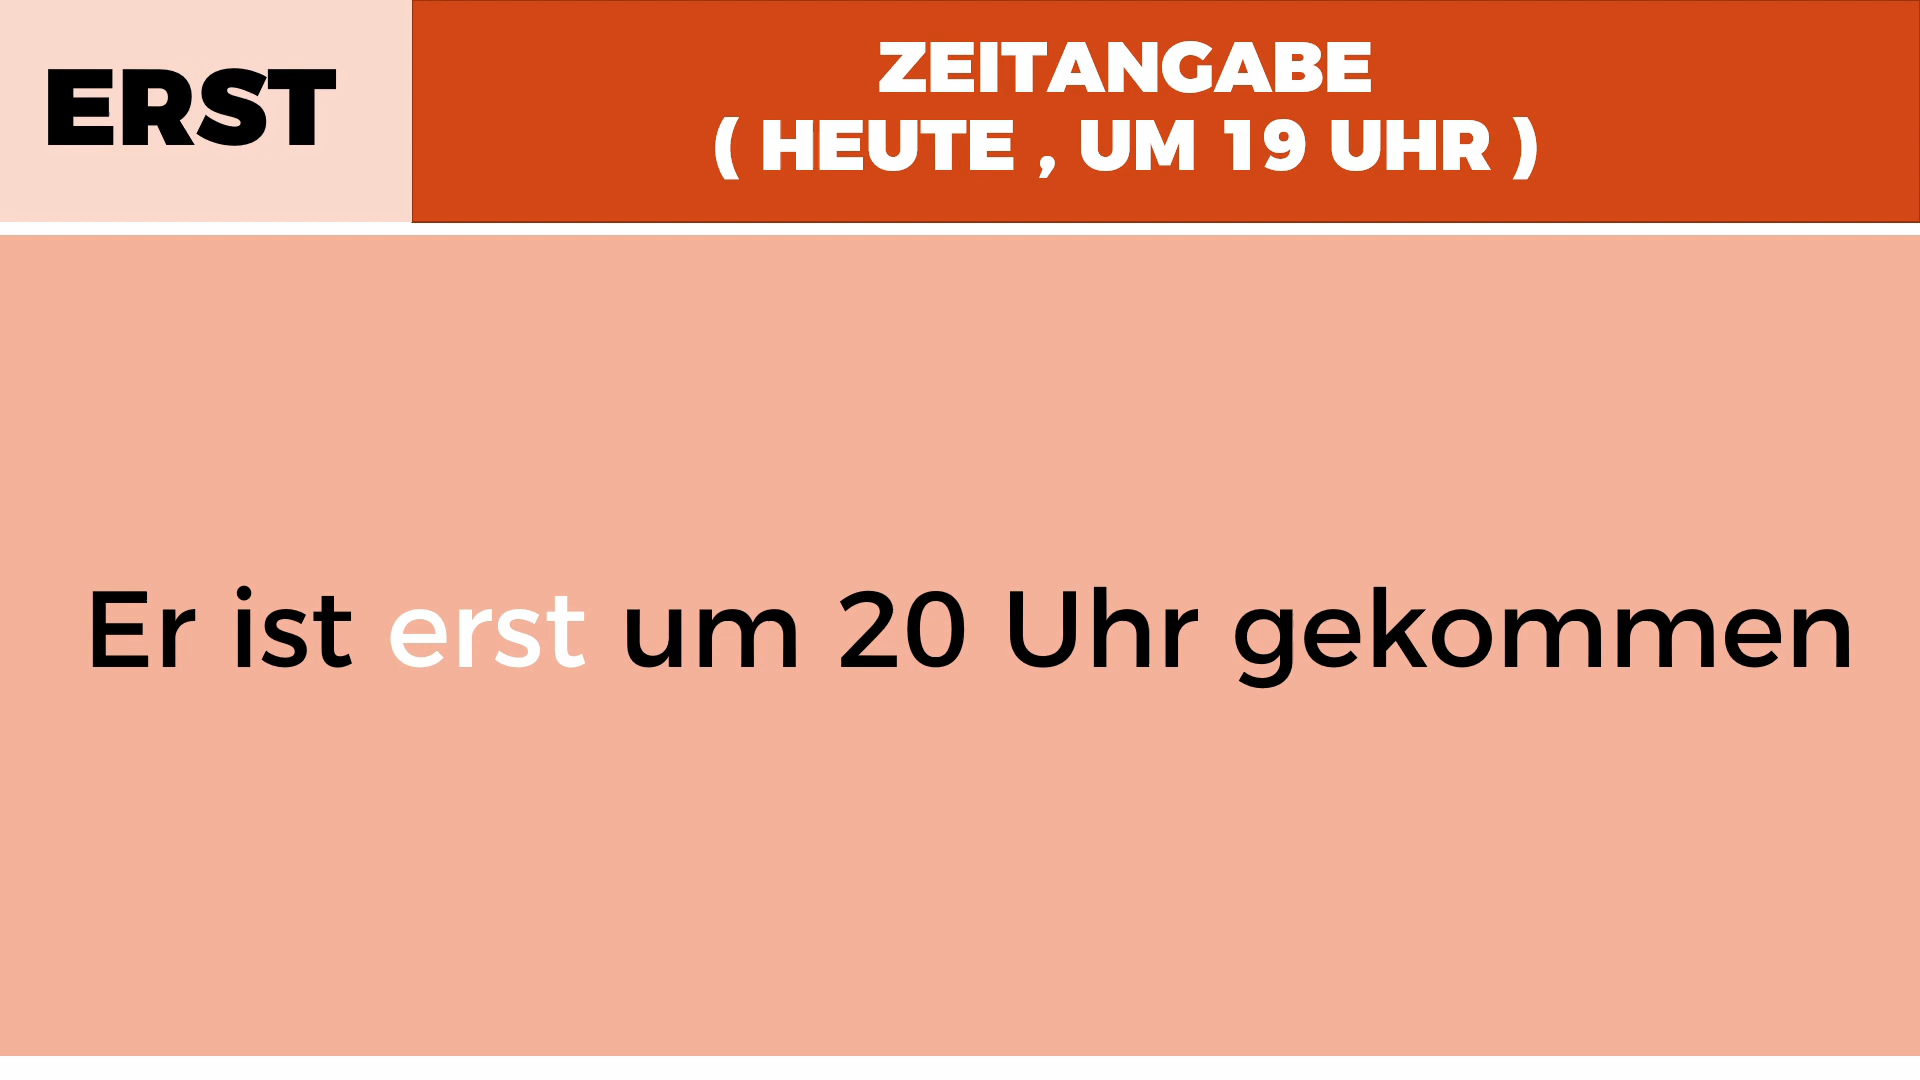 ERST
ZEITANGABE
( HEUTE , UM 19 UHR )
Er ist erst um 20 Uhr gekommen